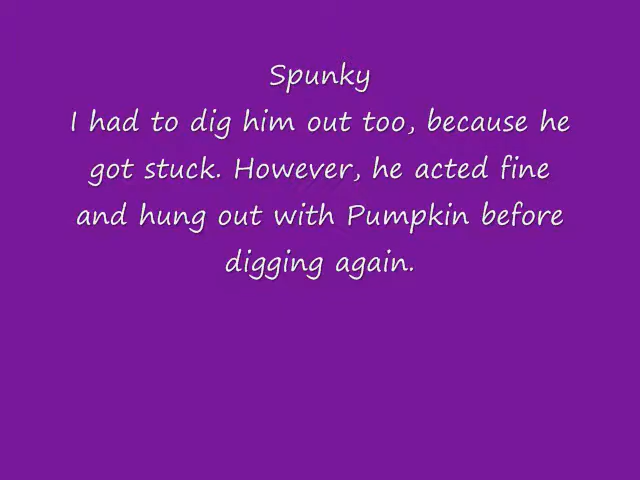 Spunky
I had to dig him out too, because he
got stuck. However, he acted fine
and hung out with Pumpkin before
digging again.